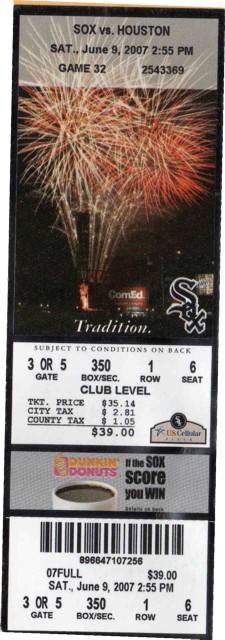 SOX vs. HOUSTON
SAT., June 9, 2007 2:55 PM
GAME 32 2543369
ComEd
Sox
Tradition.
SUBJECT TO CONDITIONS ON BACK
3 OR 5 350 1 6
GATE BOX/SEC. ROW SEAT
CLUB LEVEL
TKT. PRICE $35.14
CITY TAX $ 2.81
COUNTY TAX $ 1.05
$39.00
US Cellular
FIELD
DUNKIN' DONUTS
If the SOX
score
you WIN
Details on back
896647107256
07FULL $39.00
SAT., June 9, 2007 2:55 PM
3 OR 5 350 1 6
GATE BOX/SEC. ROW SEAT